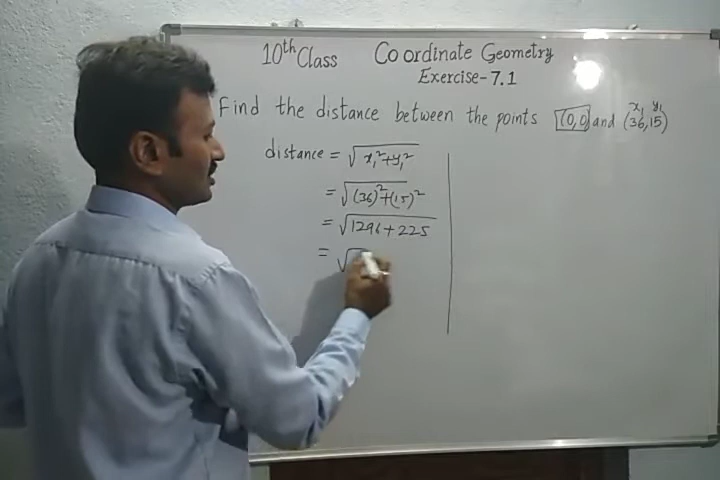 10th Class Coordinate Geometry
Exercise-7.1
x₁ y₁
Find the distance between the points (0,0) and (36,15)
distance = √x₁²+y₁²
= √(36)²+(15)²
= √1296+225
= √